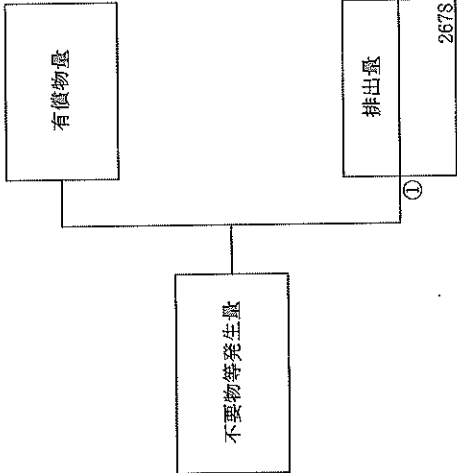 不要物等発生量
有償物量
排出量
①
2678